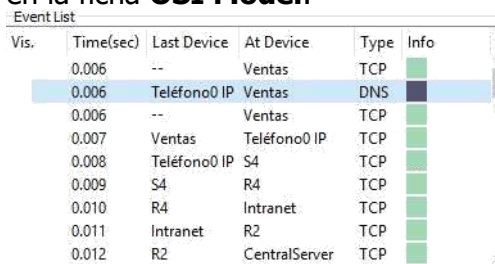 en la ficha OSI Model.
Event List
Vis. Time(sec) Last Device At Device Type Info
0.006 -- Ventas TCP
0.006 Teléfono0 IP Ventas DNS
0.006 -- Ventas TCP
0.007 Ventas Teléfono0 IP TCP
0.008 Teléfono0 IP S4 TCP
0.009 S4 R4 TCP
0.010 R4 Intranet TCP
0.011 Intranet R2 TCP
0.012 R2 CentralServer TCP